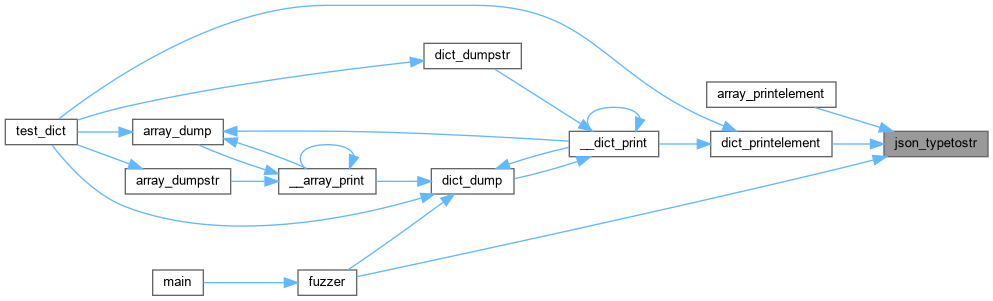 dict_dumpstr
array_printelement
test_dict
array_dump
__dict_print
dict_printelement
json_typetostr
array_dumpstr
__array_print
dict_dump
main
fuzzer